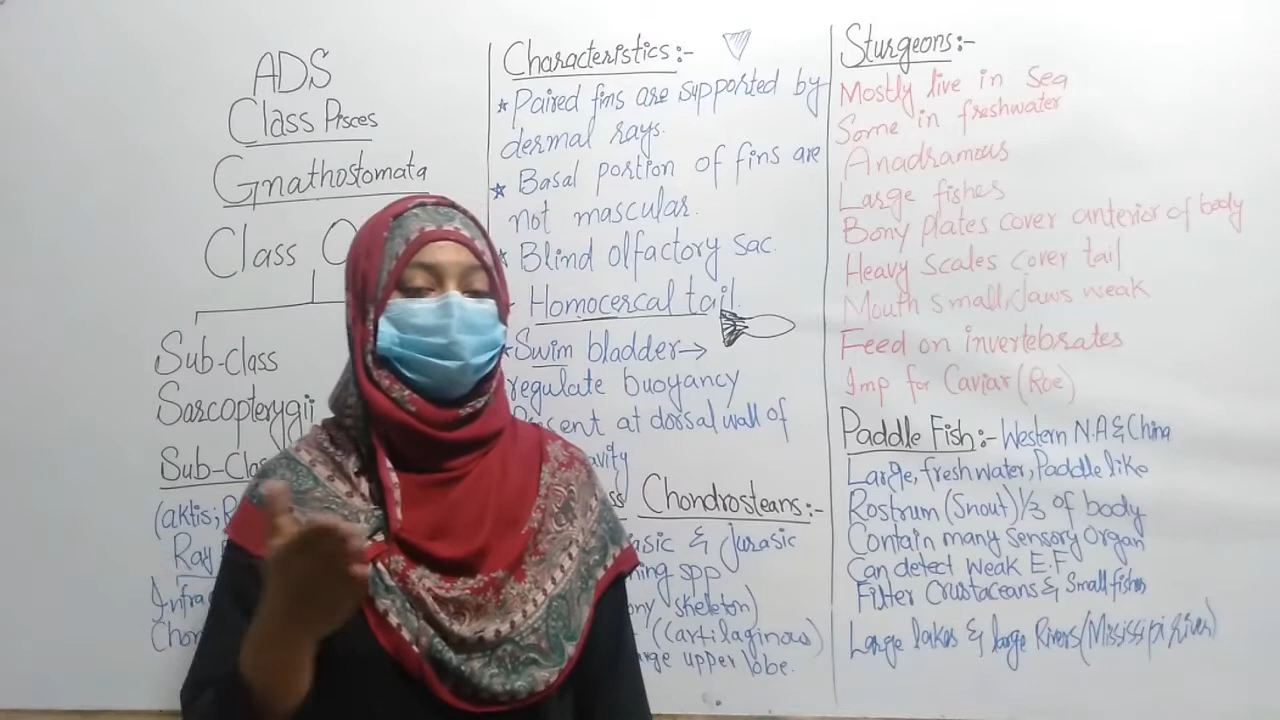 ADS
Class Pisces
Gnathostomata
Class O
Sub-class
Sarcopterygii
Sub-Clas
(aktis;R
Ray
Infra
Chon
Characteristics:-
* Paired fins are supported by
dermal rays.
* Basal portion of fins are
not mascular.
* Blind olfactory sac.
Homocercal tail.
* Swim bladder→
regulate buoyancy
Present at dorsal wall of
avity
ss Chondrosteans:-
asic & Jurasic
ning spp
ny skeleton)
(Cartilaginous)
rge upper lobe.
Sturgeons:-
Mostly live in sea
Some in freshwater
Anadramous
Large fishes
Bony plates cover anterior of body
Heavy scales cover tail
Mouth small, jaws weak
Feed on invertebrates
Imp for Caviar (Roe)
Paddle Fish:- Western N.A & China
Large, freshwater, Paddle like
Rostrum (Snout) 1/3 of body
Contain many sensory organ
Can detect weak E.F
Filter Crustaceans & Small fishes
Large lakes & large Rivers (Mississipi River)